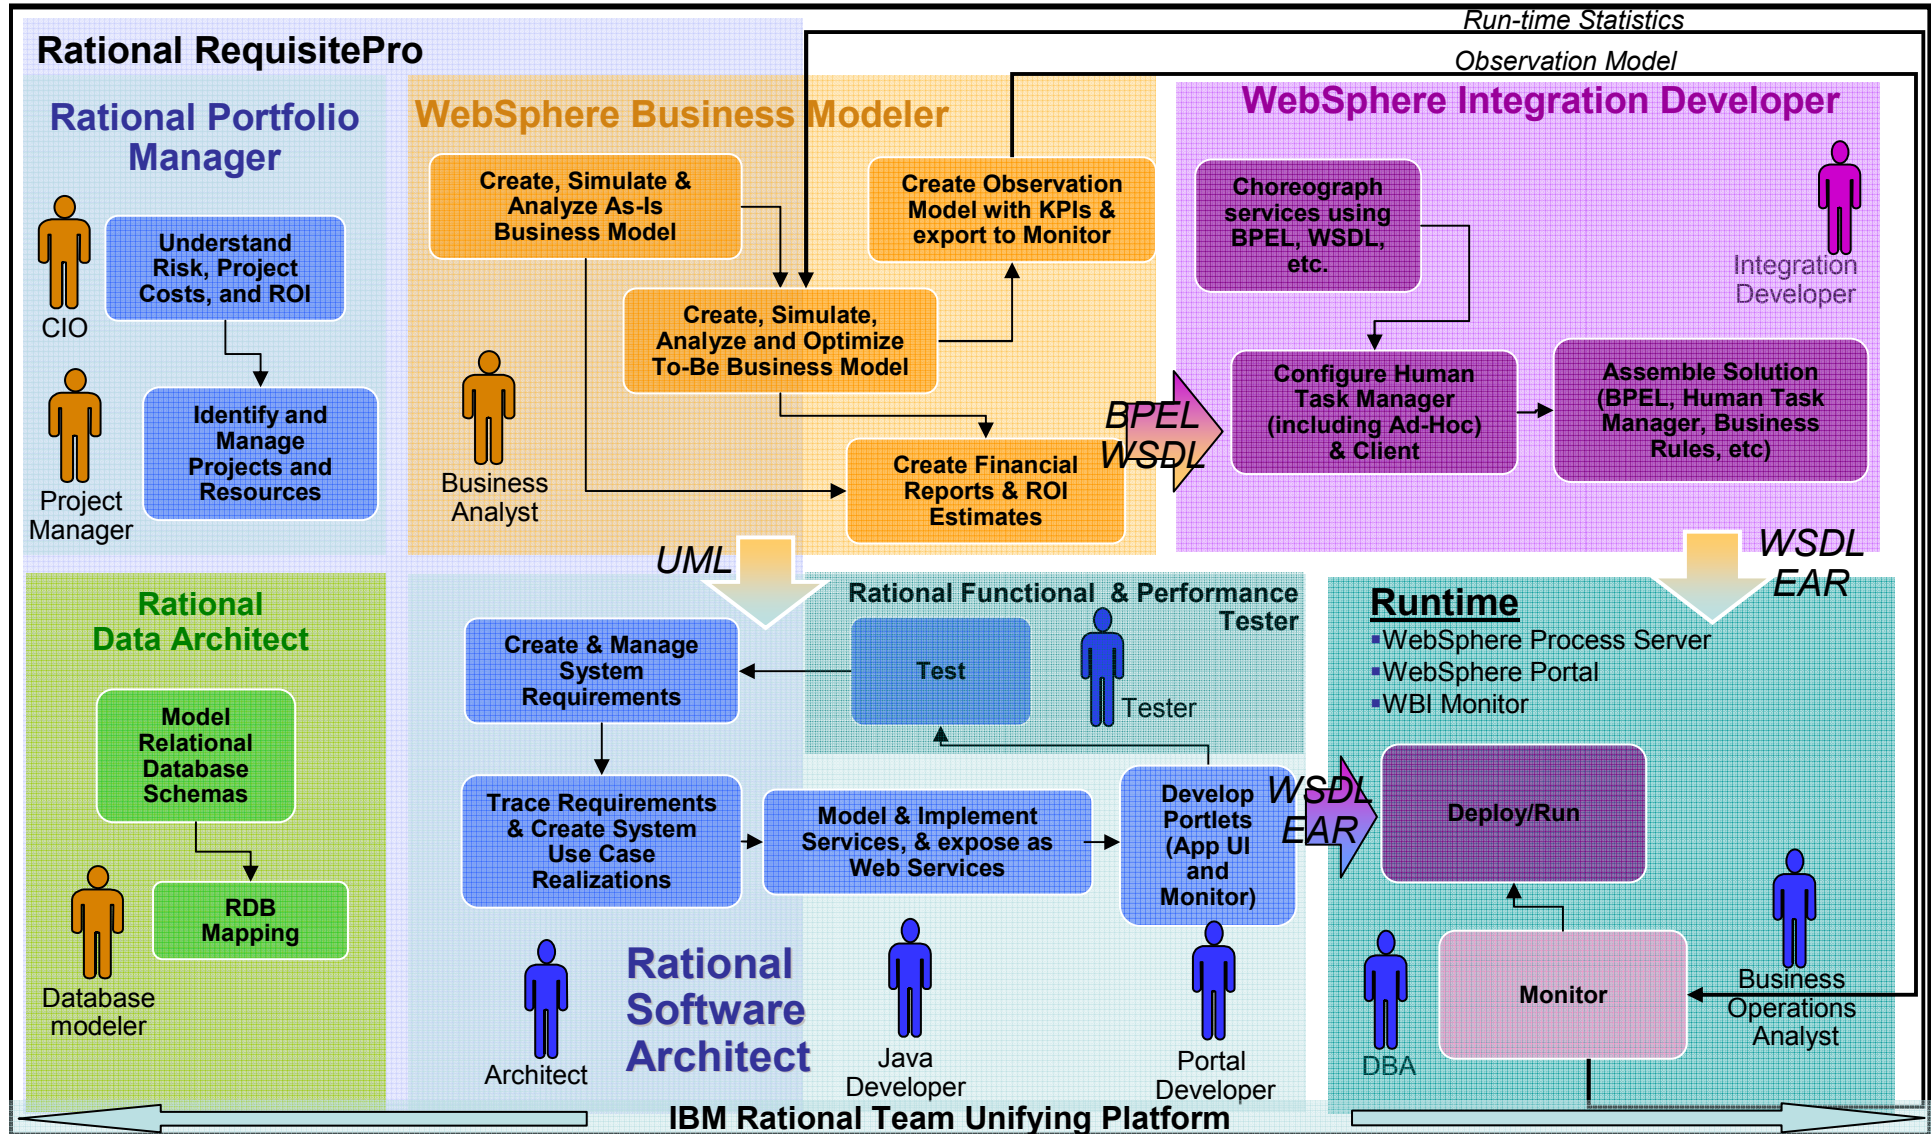 Run-time Statistics
Observation Model
Rational RequisitePro
Rational Portfolio
Manager
CIO
Understand
Risk, Project
Costs, and ROI
Project
Manager
Identify and
Manage
Projects and
Resources
WebSphere Business Modeler
Create, Simulate &
Analyze As-Is
Business Model
Create Observation
Model with KPIs &
export to Monitor
Create, Simulate,
Analyze and Optimize
To-Be Business Model
Business
Analyst
Create Financial
Reports & ROI
Estimates
BPEL
WSDL
WebSphere Integration Developer
Choreograph
services using
BPEL, WSDL,
etc.
Integration
Developer
Configure Human
Task Manager
(including Ad-Hoc)
& Client
Assemble Solution
(BPEL, Human Task
Manager, Business
Rules, etc)
UML
WSDL
EAR
Rational
Data Architect
Model
Relational
Database
Schemas
RDB
Mapping
Database
modeler
Create & Manage
System
Requirements
Rational Functional & Performance
Tester
Test
Tester
Trace Requirements
& Create System
Use Case
Realizations
Model & Implement
Services, & expose as
Web Services
Develop
Portlets
(App UI
and
Monitor)
WSDL
EAR
Architect
Rational
Software
Architect
Java
Developer
Portal
Developer
Runtime
▪WebSphere Process Server
▪WebSphere Portal
▪WBI Monitor
Deploy/Run
Monitor
DBA
Business
Operations
Analyst
IBM Rational Team Unifying Platform